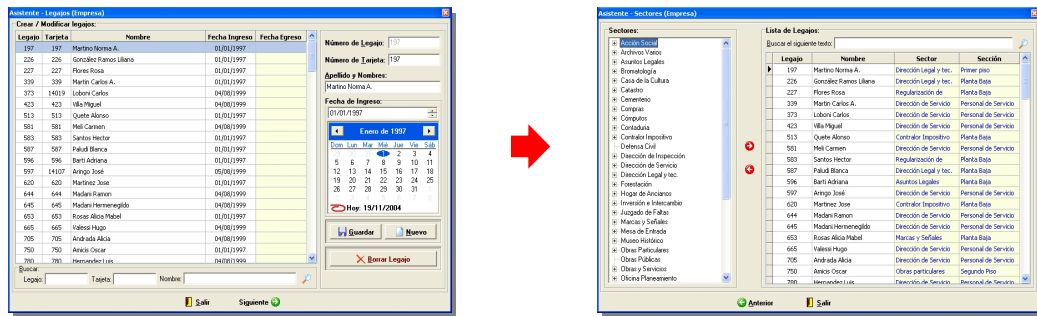 Asistente - Legajos (Empresa)
Crear / Modificar legajos:
Legajo Tarjeta Nombre Fecha Ingreso Fecha Egreso
197 197 Martino Norma A. 01/01/1997
226 226 González Ramos Liliana 01/01/1997
227 227 Flores Rosa 01/01/1997
339 339 Martin Carlos A. 01/01/1997
373 14019 Loboni Carlos 04/08/1999
423 423 Villa Miguel 04/08/1999
513 513 Quete Alonso 01/01/1997
581 581 Meli Carmen 04/08/1999
583 583 Santos Hector 01/01/1997
587 587 Paludi Blanca 01/01/1997
596 596 Barti Adriana 01/01/1997
597 14107 Aringo José 05/08/1999
620 620 Martinez Jose 01/01/1997
644 644 Madani Ramon 04/08/1999
645 645 Madani Hermenegildo 04/08/1999
653 653 Rosas Alicia Mabel 01/01/1997
665 665 Valessi Hugo 04/08/1999
705 705 Andrada Alicia 04/08/1999
750 750 Amicis Oscar 01/01/1997
780 780 Hernandez Luis 04/08/1999
Buscar:
Legajo: Tarjeta: Nombre:
Número de Legajo: 197
Número de Tarjeta: 197
Apellido y Nombres:
Martino Norma A.
Fecha de Ingreso:
01/01/1997
Enero de 1997
Dom Lun Mar Mié Jue Vie Sáb
1 2 3 4
5 6 7 8 9 10 11
12 13 14 15 16 17 18
19 20 21 22 23 24 25
26 27 28 29 30 31
Hoy: 19/11/2004
Guardar Nuevo
Borrar Legajo
Salir Siguiente
Asistente - Sectores (Empresa)
Sectores:
Acción Social
Archivos Varios
Asuntos Legales
Bromatología
Casa de la Cultura
Catastro
Cementerio
Compras
Cómputos
Contaduria
Contralor Impositivo
Defensa Civil
Dirección de Inspección
Dirección de Servicio
Dirección Legal y tec.
Forestación
Hogar de Ancianos
Inversión e Intercambio
Juzgado de Faltas
Marcas y Señales
Mesa de Entrada
Museo Histórico
Obras Particulares
Obras Públicas
Obras y Servicios
Oficina Planeamiento
Lista de Legajos:
Buscar el siguiente texto:
Legajo Nombre Sector Sección
197 Martino Norma A. Dirección Legal y tec. Primer piso
226 González Ramos Liliana Dirección Legal y tec. Planta Baja
227 Flores Rosa Regularización de Planta Baja
339 Martin Carlos A. Dirección de Servicio Personal de Servicio
373 Loboni Carlos Dirección de Servicio Personal de Servicio
423 Villa Miguel Dirección de Servicio Personal de Servicio
513 Quete Alonso Contralor Impositivo Planta Baja
581 Meli Carmen Dirección de Servicio Personal de Servicio
583 Santos Hector Regularización de Planta Baja
587 Paludi Blanca Dirección Legal y tec. Planta Baja
596 Barti Adriana Asuntos Legales Planta Baja
597 Aringo José Dirección de Servicio Personal de Servicio
620 Martinez Jose Contralor Impositivo Planta Baja
644 Madani Ramon Dirección de Servicio Personal de Servicio
645 Madani Hermenegildo Dirección de Servicio Personal de Servicio
653 Rosas Alicia Mabel Marcas y Señales Planta Baja
665 Valessi Hugo Dirección de Servicio Personal de Servicio
705 Andrada Alicia Dirección de Servicio Personal de Servicio
750 Amicis Oscar Obras particulares Segundo Piso
780 Hernandez Luis Dirección de Servicio Personal de Servicio
Anterior Salir